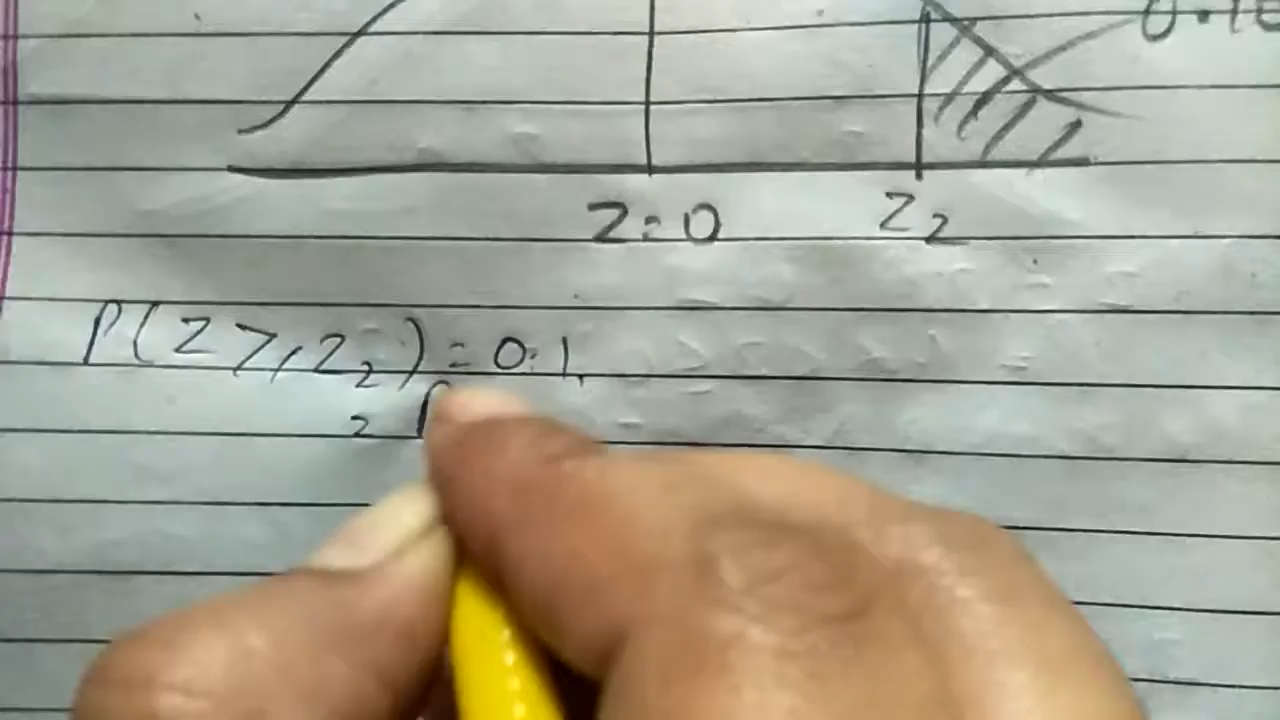 Z=0 Z2
P(Z ≥ Z2) = 0.1
= P